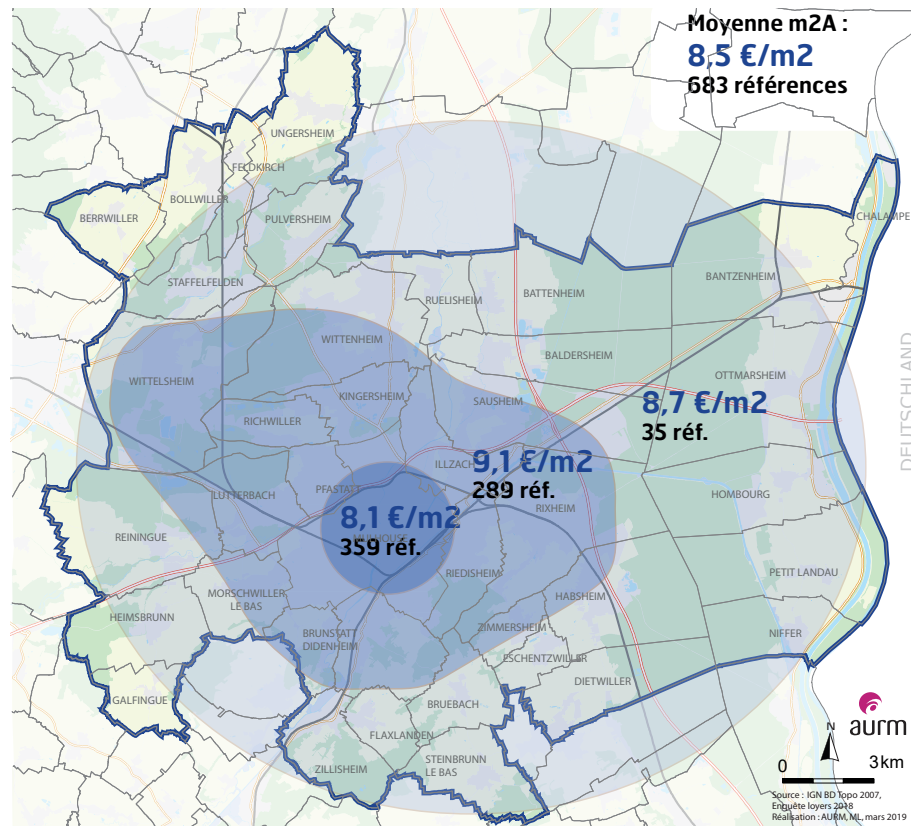 Moyenne m2A :
8,5 €/m2
683 références
UNGERSHEIM
FELDKIRCH
BOLLWILLER
BERRWILLER
PULVERSHEIM
CHALAMPE
STAFFELFELDEN
BANTZENHEIM
RUELISHEIM
BATTENHEIM
WITTENHEIM
BALDERSHEIM
DEUTSCHLAND
WITTELSHEIM
OTTMARSHEIM
KINGERSHEIM
SAUSHEIM
8,7 €/m2
35 réf.
RICHWILLER
ILLZACH
9,1 €/m2
289 réf.
LUTTERBACH
PFASTATT
HOMBOURG
RIXHEIM
8,1 €/m2
MULHOUSE
359 réf.
REININGUE
RIEDISHEIM
PETIT LANDAU
MORSCHWILLER
LE BAS
HABSHEIM
HEIMSBRUNN
ZIMMERSHEIM
BRUNSTATT
DIDENHEIM
NIFFER
ESCHENTZWILLER
DIETWILLER
GALFINGUE
BRUEBACH
FLAXLANDEN
STEINBRUNN
LE BAS
ZILLISHEIM
aurm
N
0 3 km
Source : IGN BD Topo 2007,
Enquête loyers 2018
Réalisation : AURM, ML, mars 2019